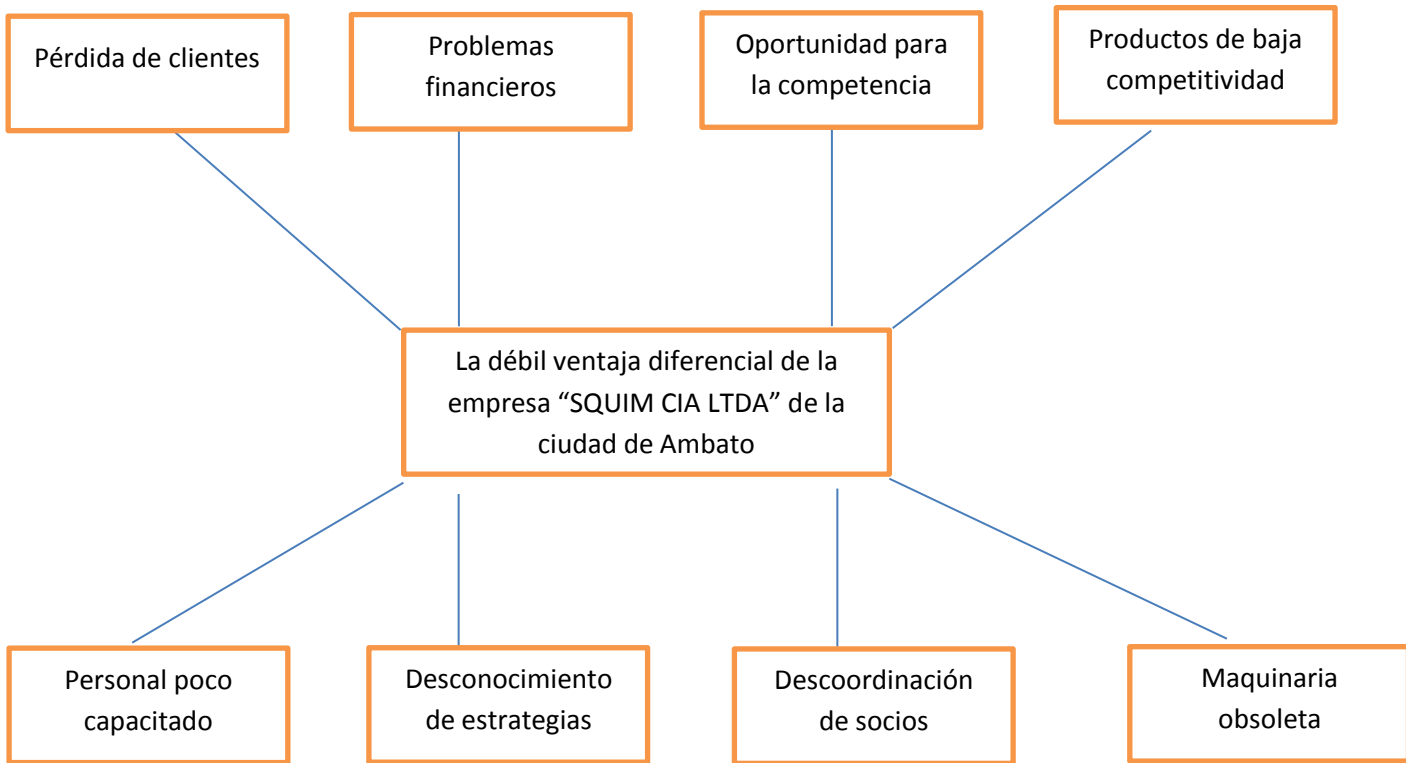 Pérdida de clientes
Problemas
financieros
Oportunidad para
la competencia
Productos de baja
competitividad
La débil ventaja diferencial de la
empresa “SQUIM CIA LTDA” de la
ciudad de Ambato
Personal poco
capacitado
Desconocimiento
de estrategias
Descoordinación
de socios
Maquinaria
obsoleta